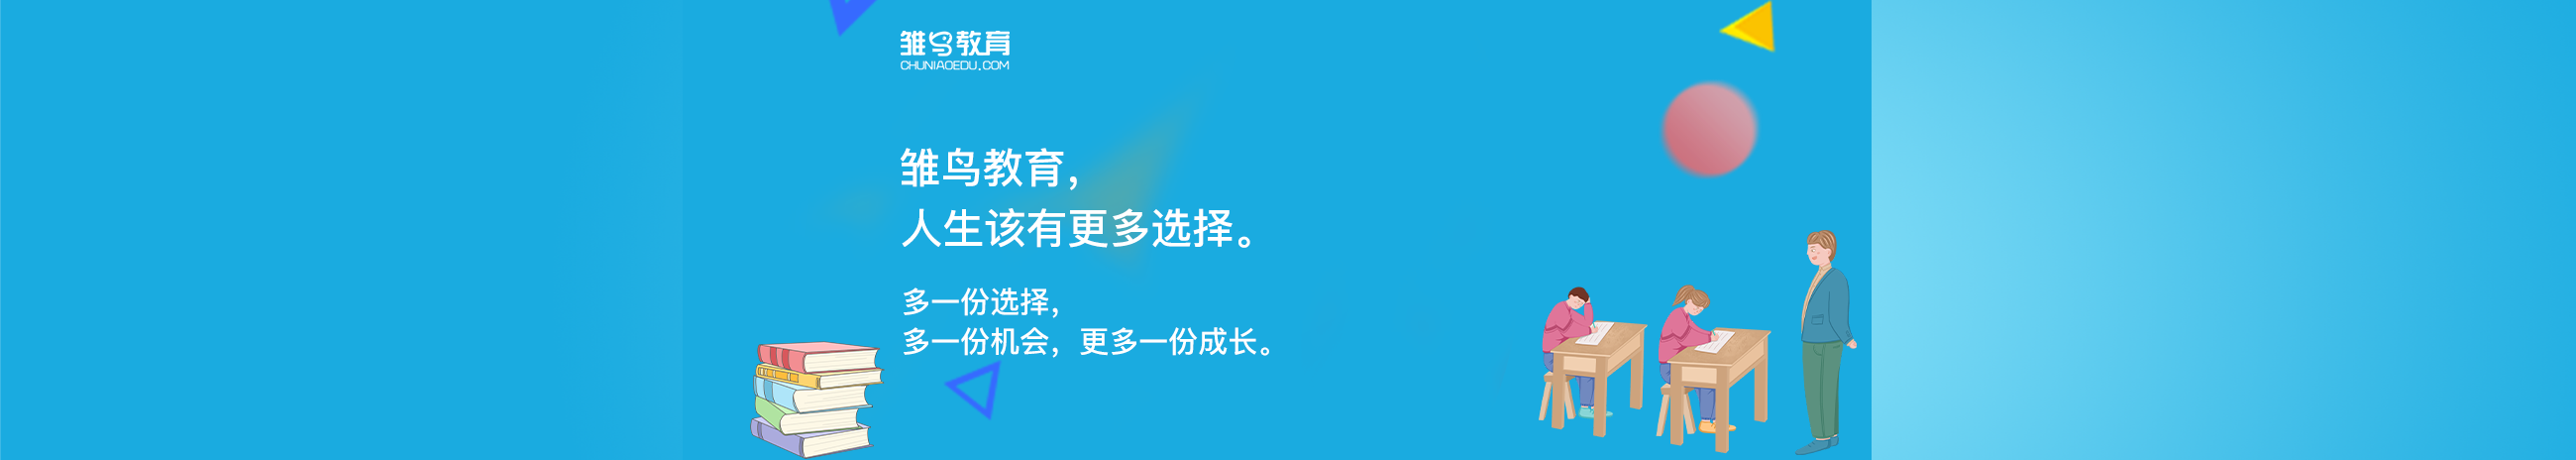 雏鸟教育
CHUNIAOEDU.COM
雏鸟教育,
人生该有更多选择。
多一份选择,
多一份机会，更多一份成长。